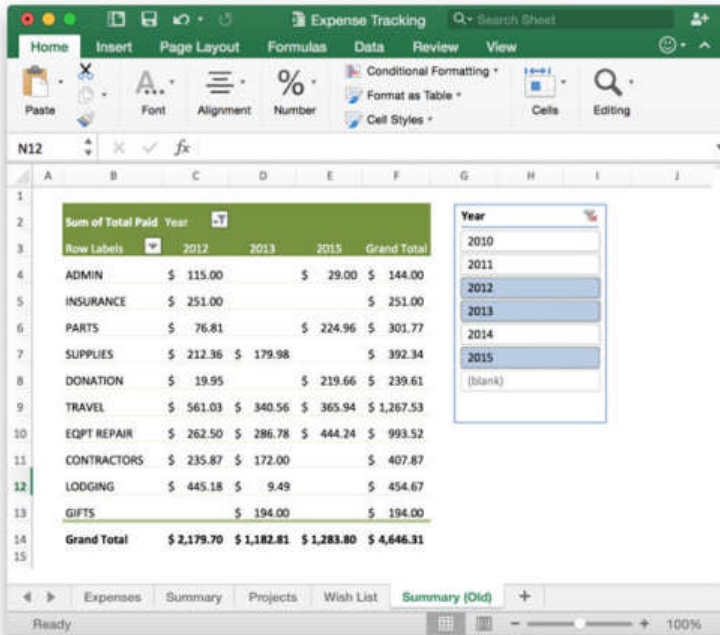 Expense Tracking
Search Sheet
Home Insert Page Layout Formulas Data Review View
Paste
A..
Font
Alignment
%
Number
Conditional Formatting
Format as Table
Cell Styles
Cells
Editing
N12 fx
A B C D E F G H I J
1
2 Sum of Total Paid Year
3 Row Labels 2012 2013 2015 Grand Total
4 ADMIN $ 115.00 $ 29.00 $ 144.00
5 INSURANCE $ 251.00 $ 251.00
6 PARTS $ 76.81 $ 224.96 $ 301.77
7 SUPPLIES $ 212.36 $ 179.98 $ 392.34
8 DONATION $ 19.95 $ 219.66 $ 239.61
9 TRAVEL $ 561.03 $ 340.56 $ 365.94 $ 1,267.53
10 EQPT REPAIR $ 262.50 $ 286.78 $ 444.24 $ 993.52
11 CONTRACTORS $ 235.87 $ 172.00 $ 407.87
12 LODGING $ 445.18 $ 9.49 $ 454.67
13 GIFTS $ 194.00 $ 194.00
14 Grand Total $ 2,179.70 $ 1,182.81 $ 1,283.80 $ 4,646.31
15
Year
2010
2011
2012
2013
2014
2015
(blank)
Expenses Summary Projects Wish List Summary (Old) +
Ready - + 100%